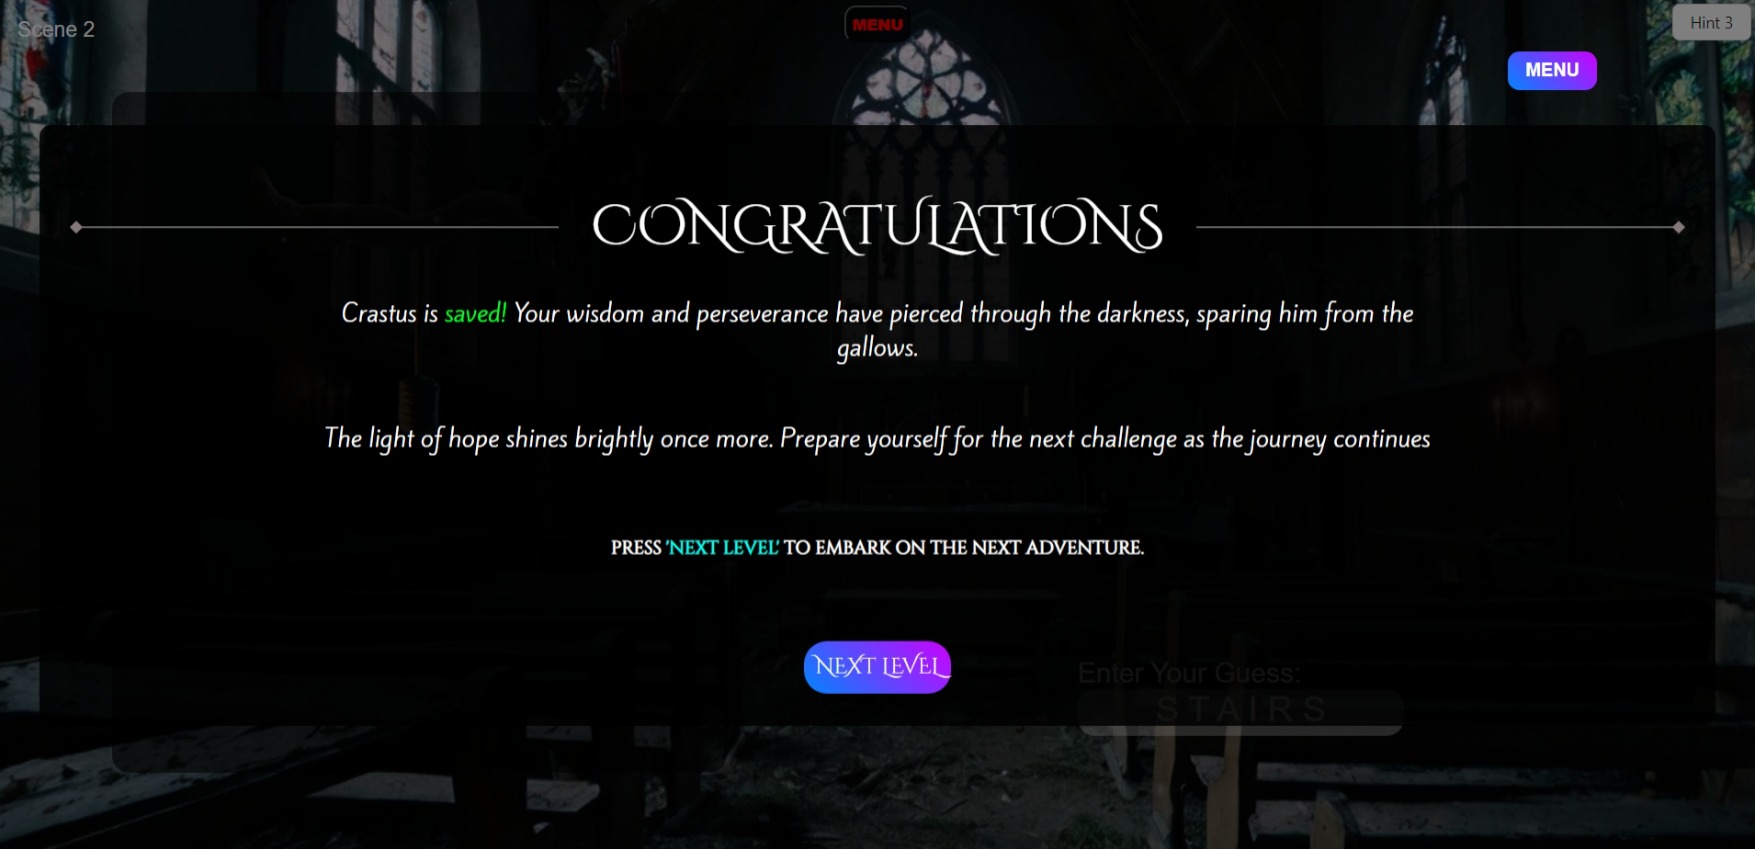 Scene 2
MENU
Hint 3
MENU
CONGRATULATIONS
Crastus is saved! Your wisdom and perseverance have pierced through the darkness, sparing him from the
gallows.
The light of hope shines brightly once more. Prepare yourself for the next challenge as the journey continues
PRESS 'NEXT LEVEL' TO EMBARK ON THE NEXT ADVENTURE.
NEXT LEVEL
Enter Your Guess:
STAIRS